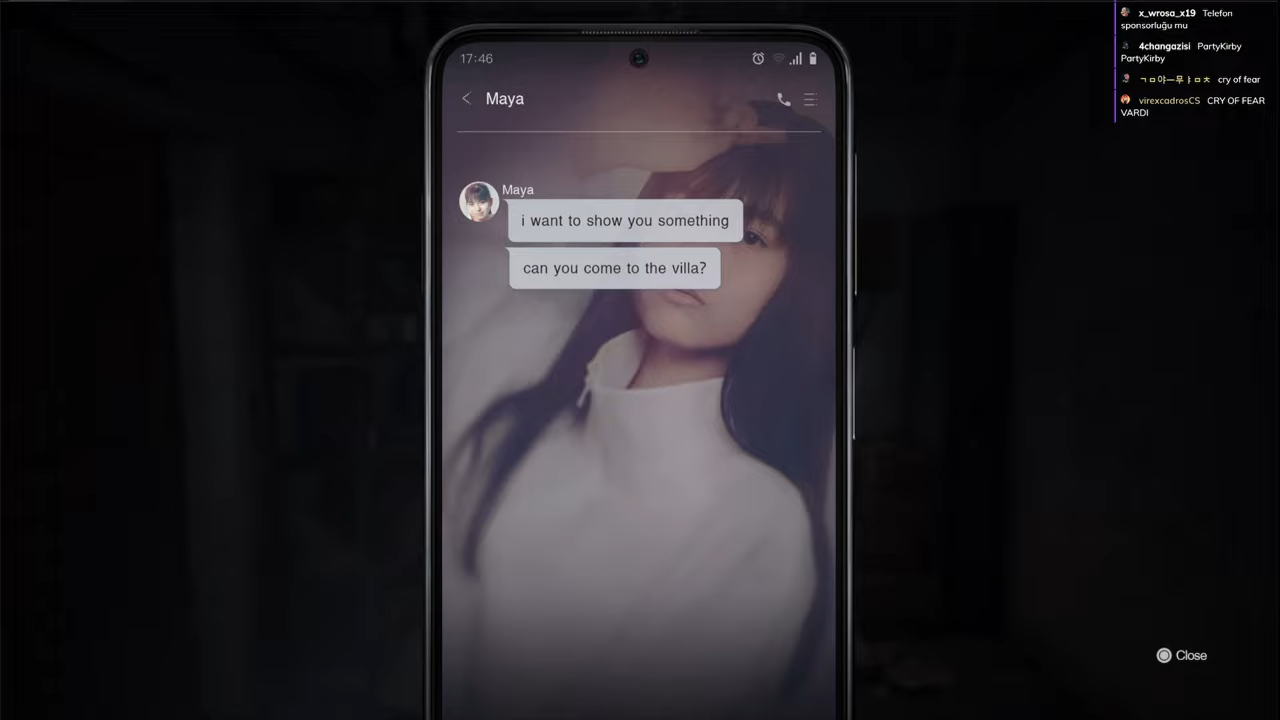 17:46
Maya
Maya
i want to show you something
can you come to the villa?
Close
x_wrosa_x19 Telefon
sponsorluğu mu
4changazisi PartyKirby
PartyKirby
cry of fear
virexcadrosCS CRY OF FEAR
VARDI